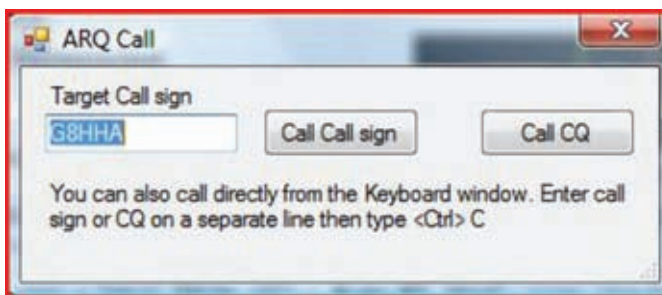 ARQ Call
Target Call sign
G8HHA Call Call sign Call CQ
You can also call directly from the Keyboard window. Enter call
sign or CQ on a separate line then type <Ctrl> C